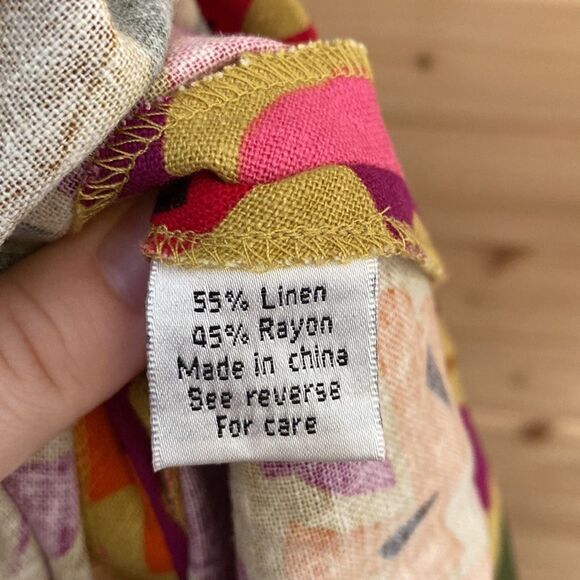 55% Linen
45% Rayon
Made in china
See reverse
For care